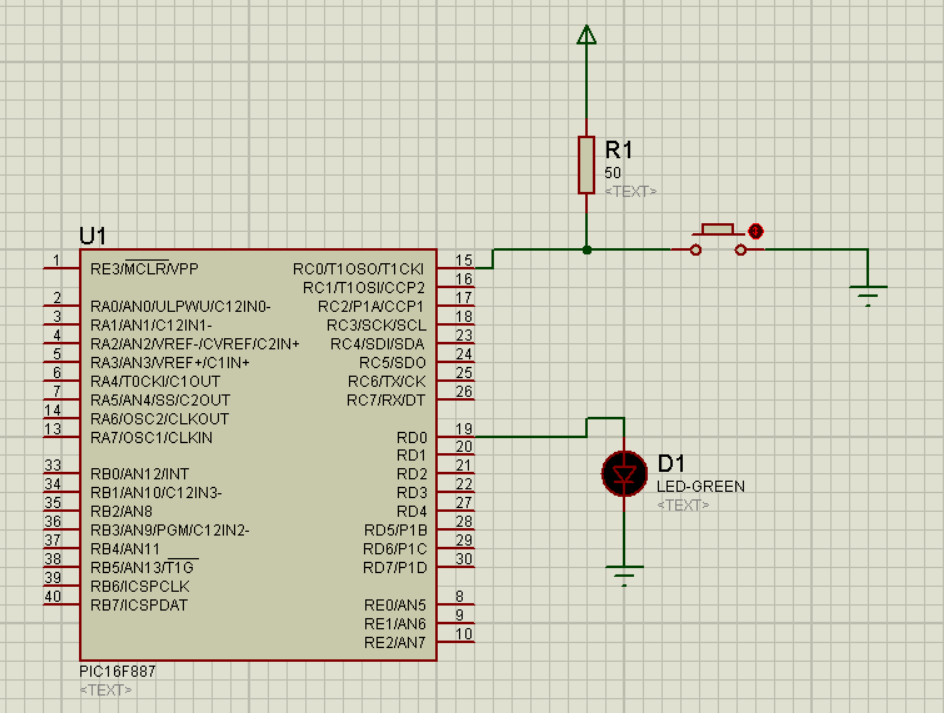 R1
50
<TEXT>
U1
1 RE3/MCLR/VPP RC0/T1OSO/T1CKI 15
RC1/T1OSI/CCP2 16
2 RA0/AN0/ULPWU/C12IN0- RC2/P1A/CCP1 17
3 RA1/AN1/C12IN1- RC3/SCK/SCL 18
4 RA2/AN2/VREF-/CVREF/C2IN+ RC4/SDI/SDA 23
5 RA3/AN3/VREF+/C1IN+ RC5/SDO 24
6 RA4/T0CKI/C1OUT RC6/TX/CK 25
7 RA5/AN4/SS/C2OUT RC7/RX/DT 26
14 RA6/OSC2/CLKOUT
13 RA7/OSC1/CLKIN RD0 19
RD1 20
33 RB0/AN12/INT RD2 21
34 RB1/AN10/C12IN3- RD3 22
35 RB2/AN8 RD4 27
36 RB3/AN9/PGM/C12IN2- RD5/P1B 28
37 RB4/AN11 RD6/P1C 29
38 RB5/AN13/T1G RD7/P1D 30
39 RB6/ICSPCLK
40 RB7/ICSPDAT RE0/AN5 8
RE1/AN6 9
RE2/AN7 10
D1
LED-GREEN
<TEXT>
PIC16F887
<TEXT>